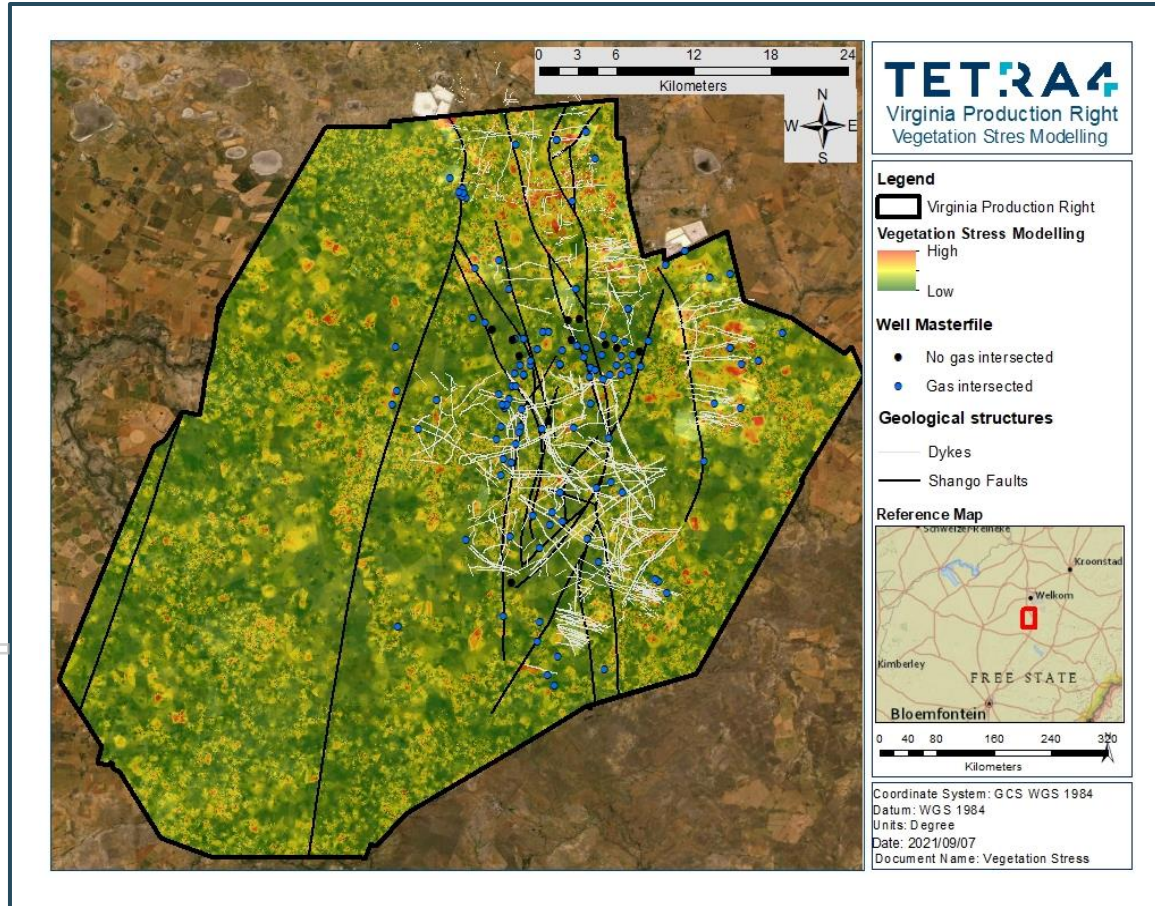 0 3 6 12 18 24
Kilometers
N
W E
S
TETRA4
Virginia Production Right
Vegetation Stres Modelling
Legend
Virginia Production Right
Vegetation Stress Modelling
High
Low
Well Masterfile
No gas intersected
Gas intersected
Geological structures
Dykes
Shango Faults
Reference Map
Schweizer-Reineke
Kroonstad
Welkom
Kimberley
FREE STATE
Bloemfontein
0 40 80 160 240 320
Kilometers
Coordinate System: GCS WGS 1984
Datum: WGS 1984
Units: Degree
Date: 2021/09/07
Document Name: Vegetation Stress